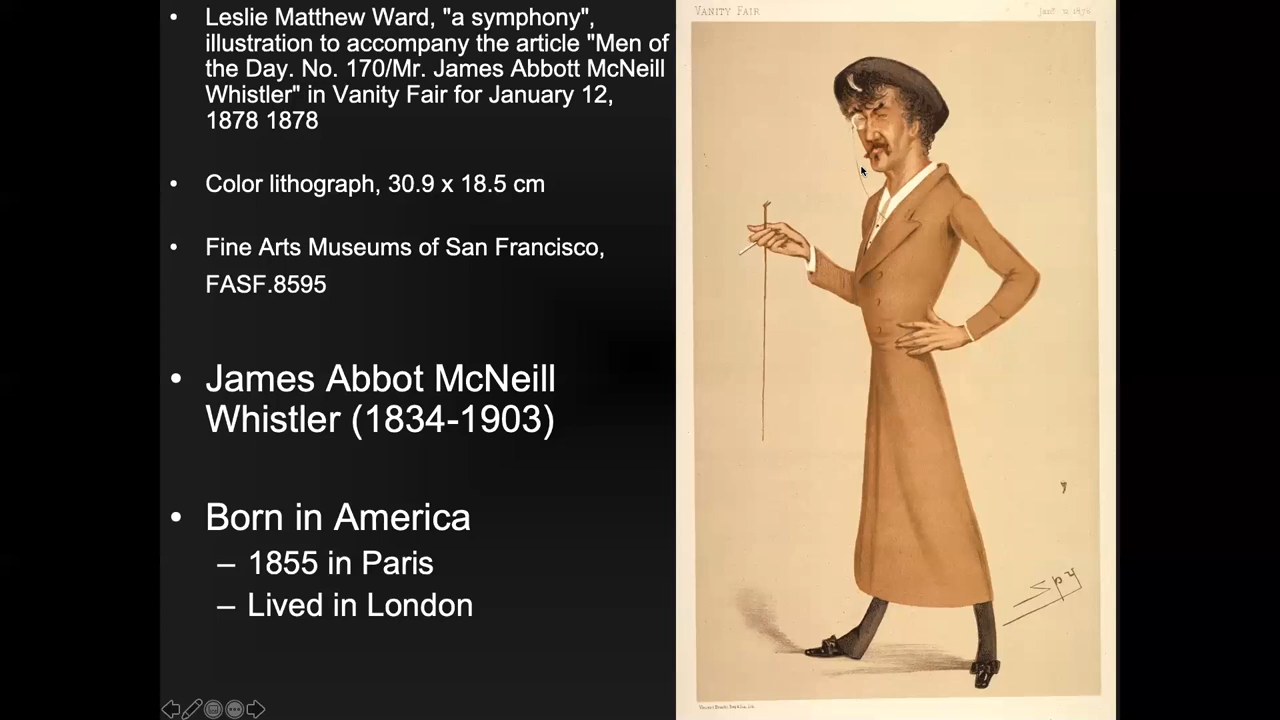 Leslie Matthew Ward, "a symphony",
illustration to accompany the article "Men of
the Day. No. 170/Mr. James Abbott McNeill
Whistler" in Vanity Fair for January 12,
1878 1878
Color lithograph, 30.9 x 18.5 cm
Fine Arts Museums of San Francisco,
FASF.8595
James Abbot McNeill
Whistler (1834-1903)
Born in America
– 1855 in Paris
– Lived in London
VANITY FAIR
1878
Spy